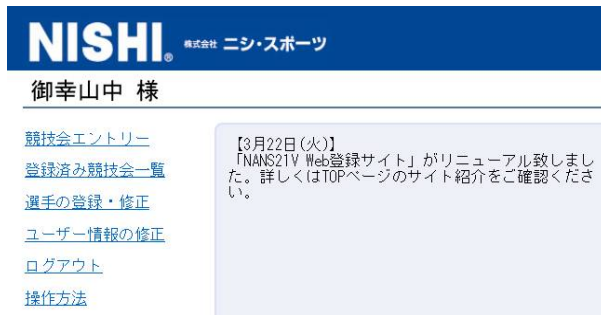 NISHI® 株式会社 ニシ・スポーツ
御幸山中 様
競技会エントリー
登録済み競技会一覧
選手の登録・修正
ユーザー情報の修正
ログアウト
操作方法
【3月22日(火)】
「NANS21V Web登録サイト」がリニューアル致しまし
た。詳しくはTOPページのサイト紹介をご確認くださ
い。